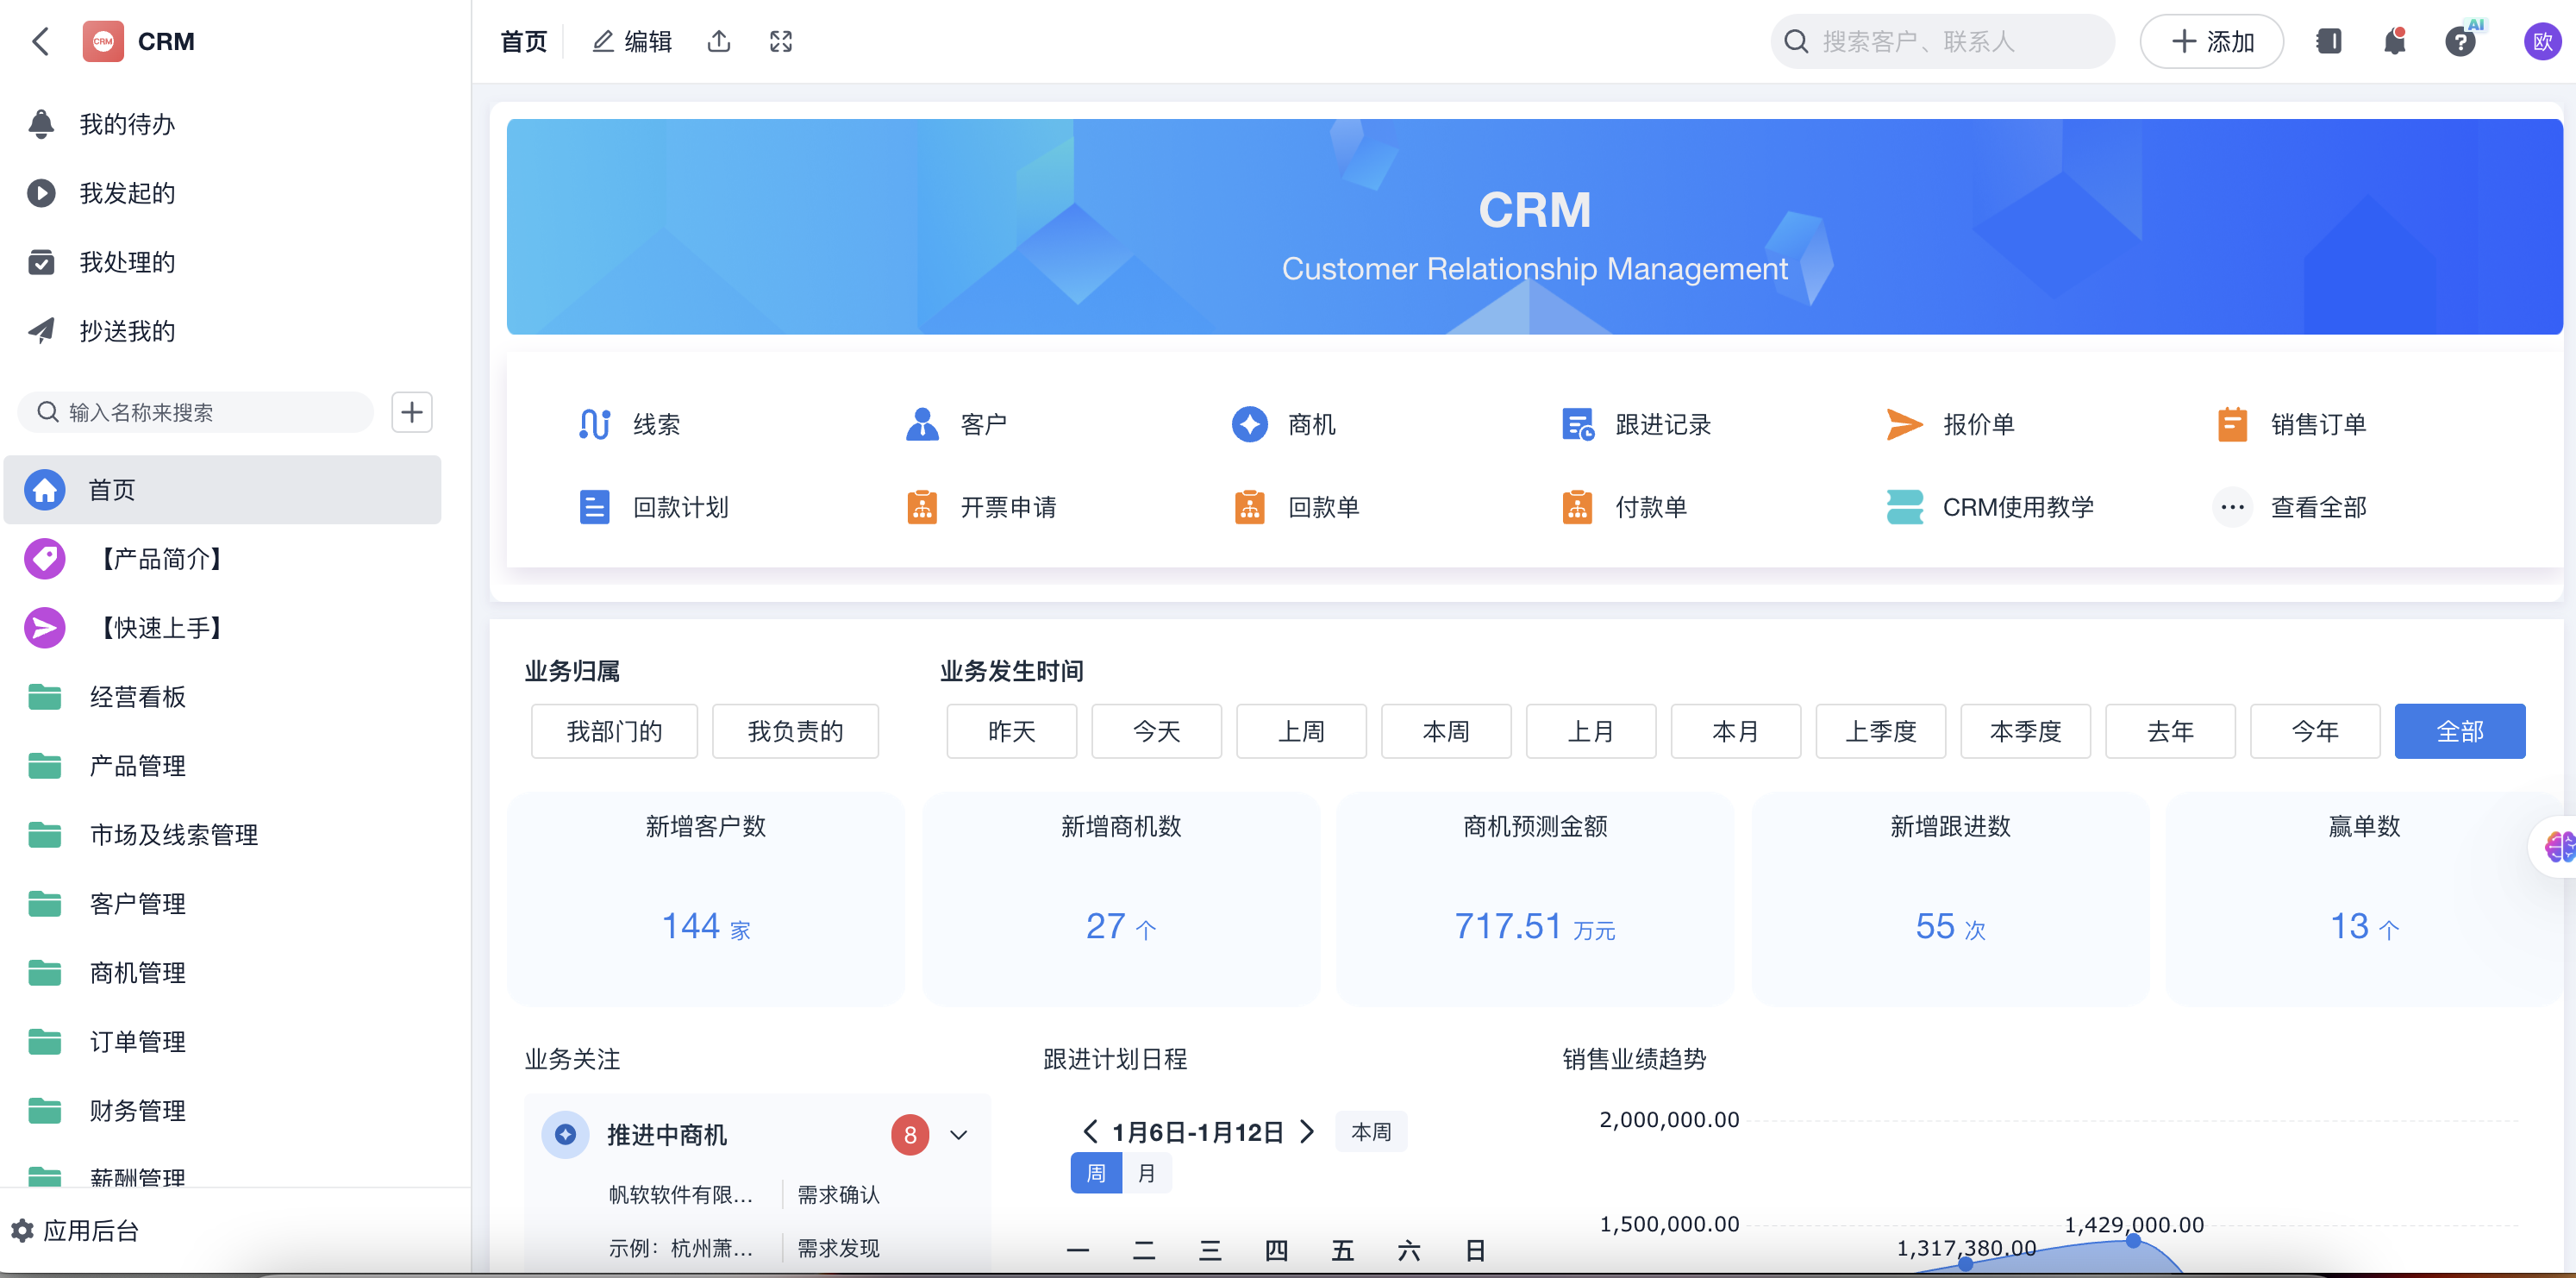 CRM
CRM
首页
编辑
搜索客户、联系人
添加
AI
欧
我的待办
我发起的
我处理的
抄送我的
输入名称来搜索
首页
【产品简介】
【快速上手】
经营看板
产品管理
市场及线索管理
客户管理
商机管理
订单管理
财务管理
薪酬管理
应用后台
CRM
Customer Relationship Management
线索
客户
商机
跟进记录
报价单
销售订单
回款计划
开票申请
回款单
付款单
CRM使用教学
查看全部
业务归属
我部门的
我负责的
业务发生时间
昨天
今天
上周
本周
上月
本月
上季度
本季度
去年
今年
全部
新增客户数
144 家
新增商机数
27 个
商机预测金额
717.51 万元
新增跟进数
55 次
赢单数
13 个
业务关注
推进中商机
8
帆软软件有限...
需求确认
示例：杭州萧...
需求发现
跟进计划日程
1月6日-1月12日
本周
周
月
一 二 三 四 五 六 日
销售业绩趋势
2,000,000.00
1,500,000.00
1,429,000.00
1,317,380.00